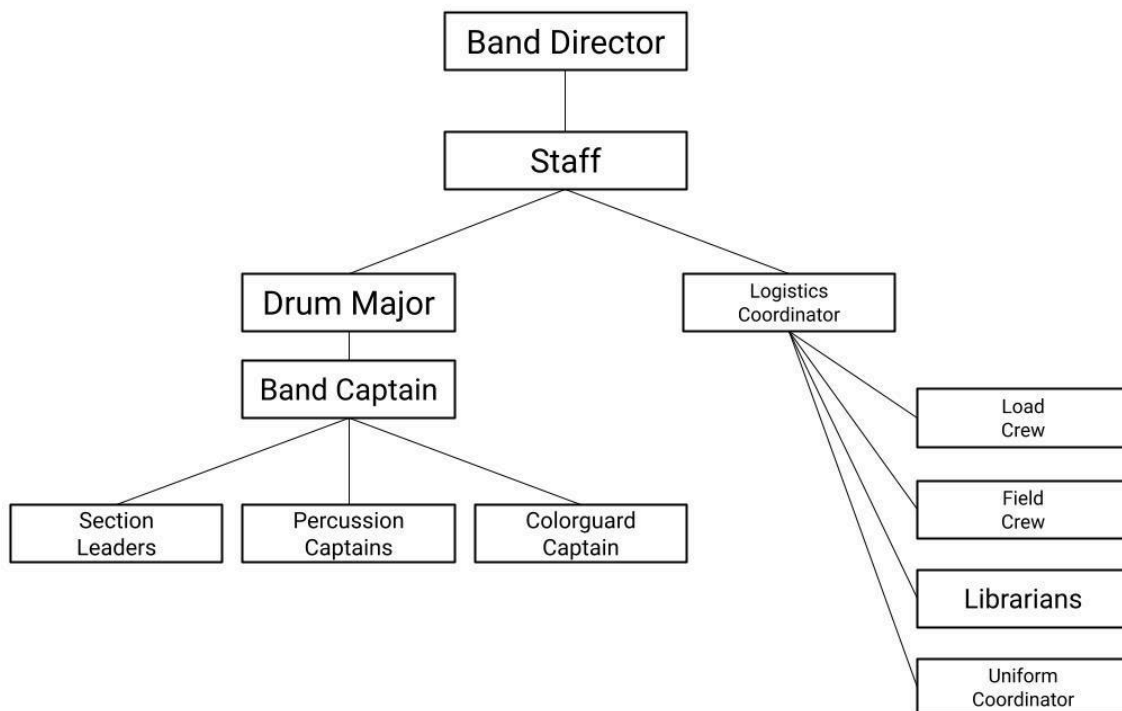 Band Director
Staff
Drum Major
Logistics
Coordinator
Band Captain
Load
Crew
Section
Leaders
Percussion
Captains
Colorguard
Captain
Field
Crew
Librarians
Uniform
Coordinator